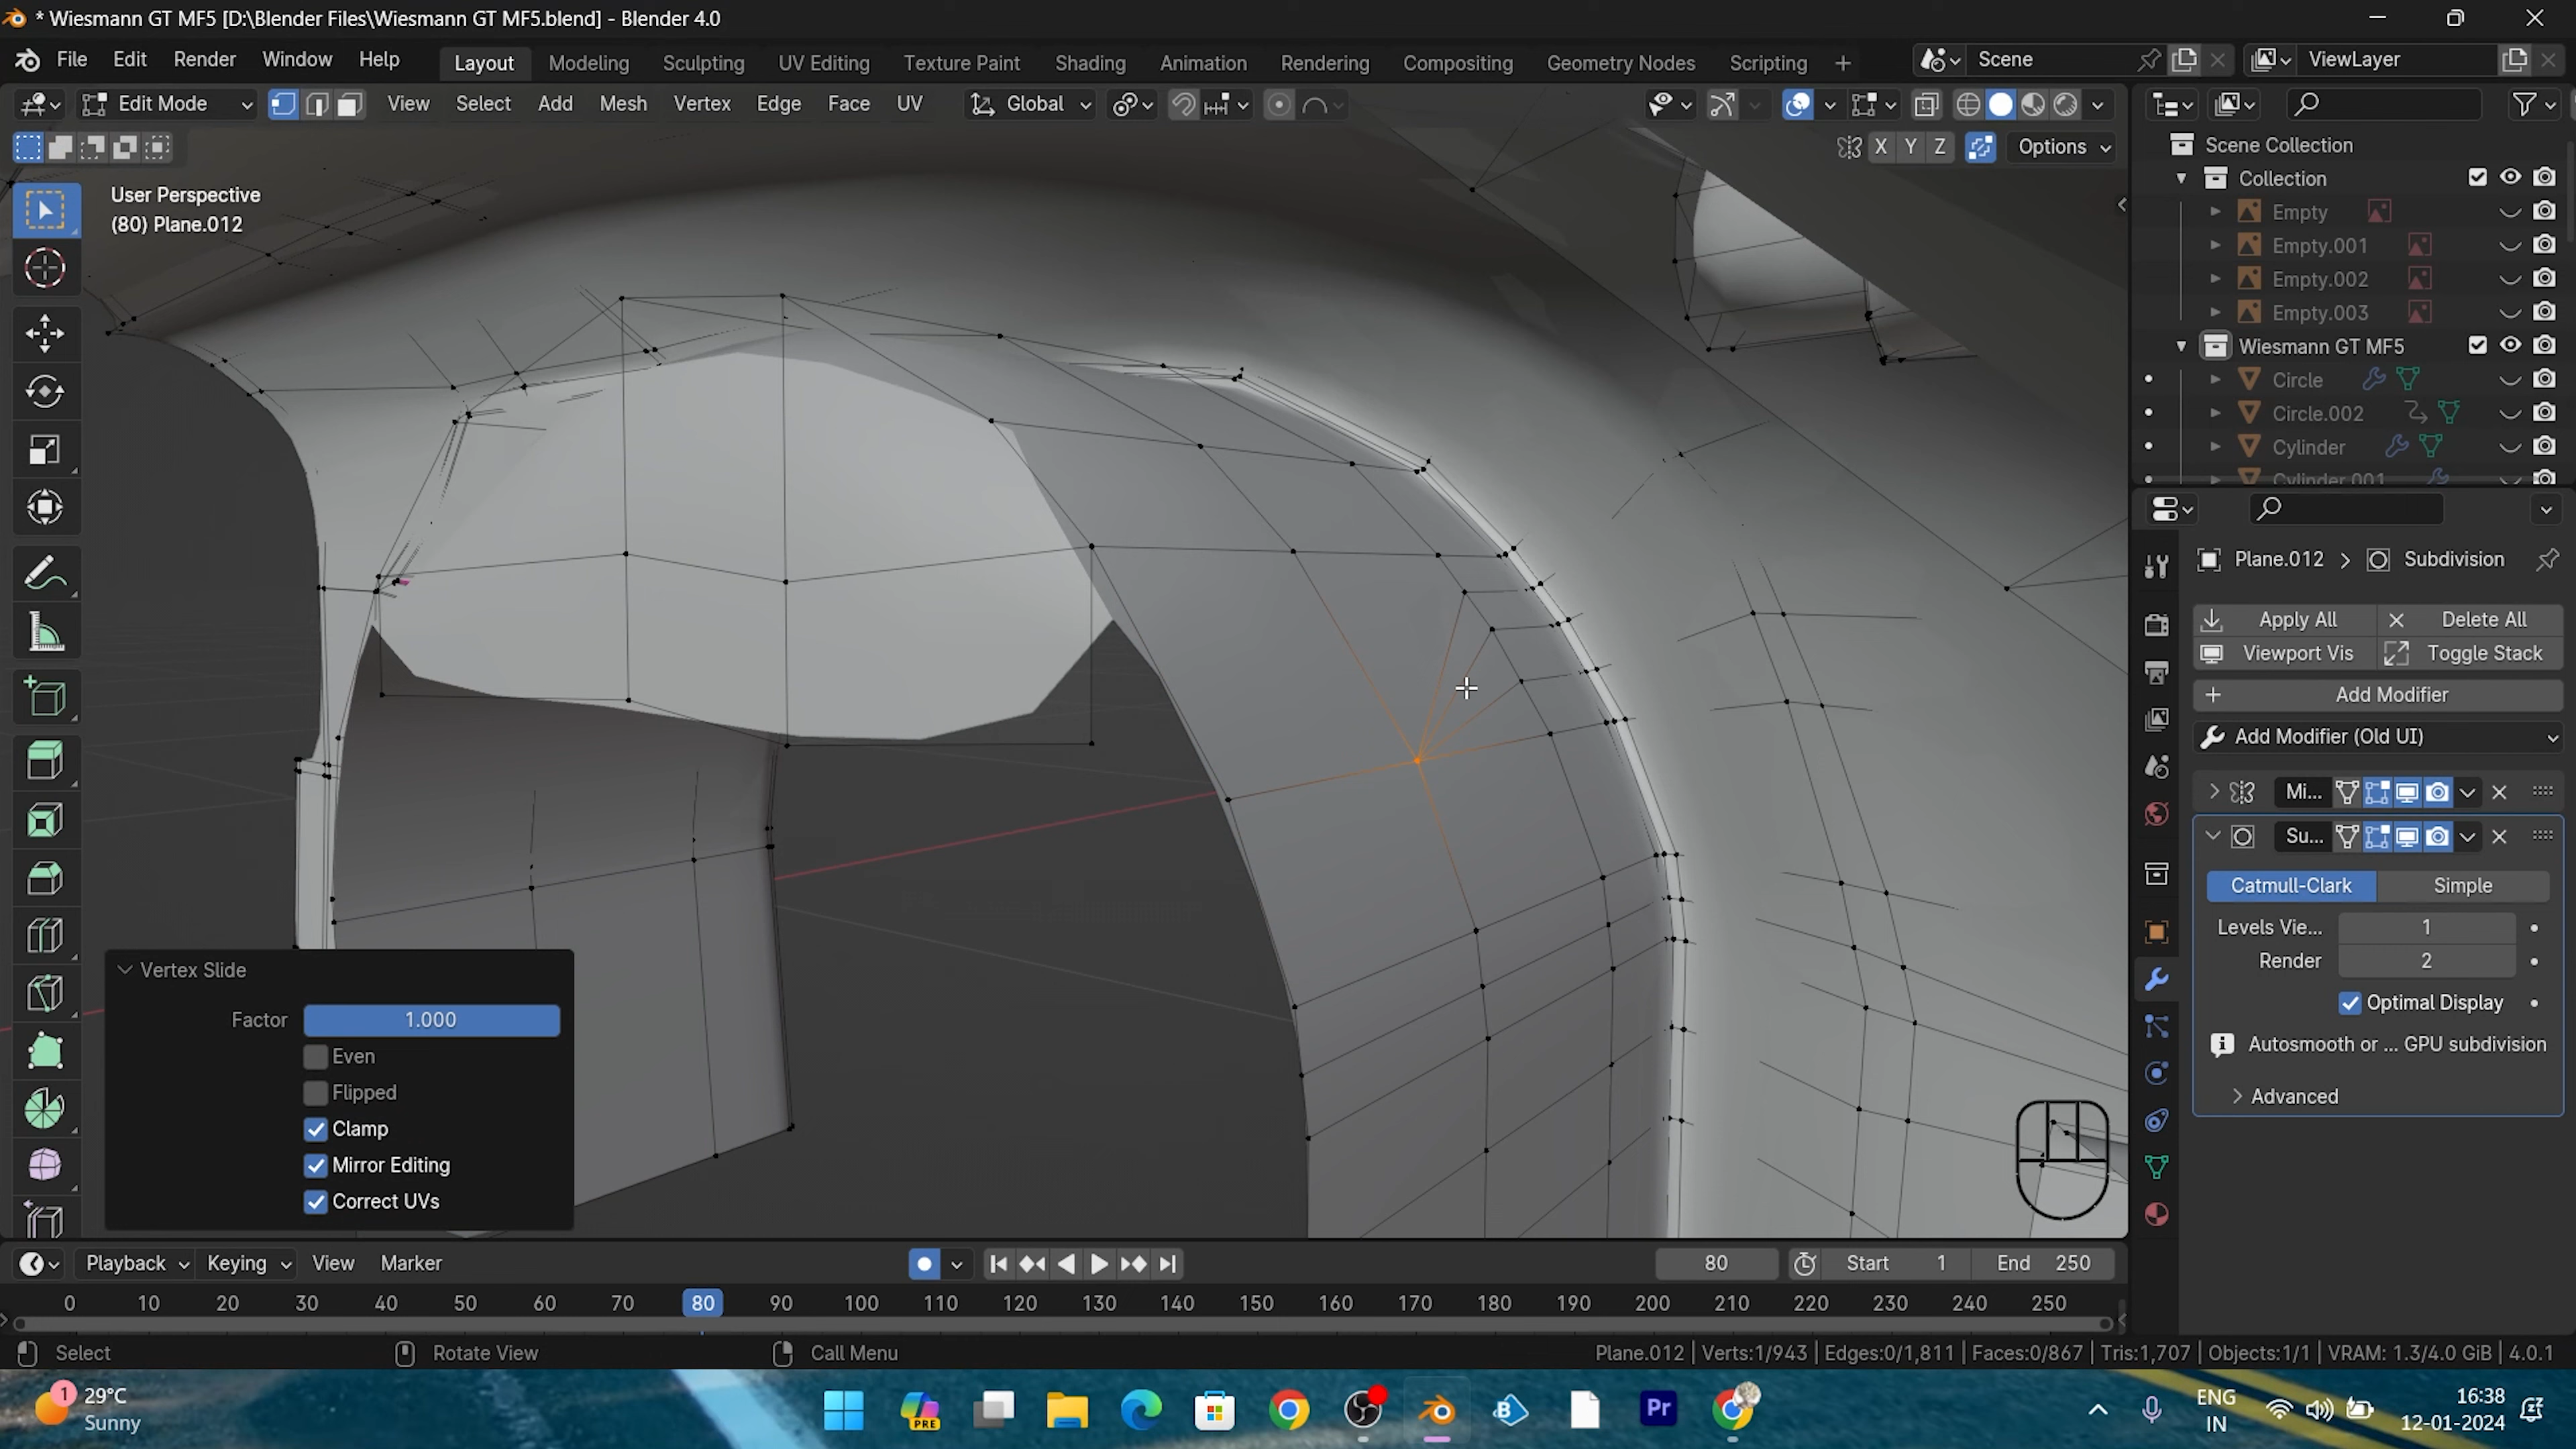 * Wiesmann GT MF5 [D:\Blender Files\Wiesmann GT MF5.blend] - Blender 4.0
File Edit Render Window Help Layout Modeling Sculpting UV Editing Texture Paint Shading Animation Rendering Compositing Geometry Nodes Scripting + Scene ViewLayer
Edit Mode View Select Add Mesh Vertex Edge Face UV Global
X Y Z Options
User Perspective
(80) Plane.012
Scene Collection
Collection
Empty
Empty.001
Empty.002
Empty.003
Wiesmann GT MF5
Circle
Circle.002
Cylinder
Cylinder.001
Plane.012 > Subdivision
Apply All Delete All
Viewport Vis Toggle Stack
Add Modifier
Add Modifier (Old UI)
Mi...
Su...
Catmull-Clark Simple
Levels Vie... 1
Render 2
Optimal Display
Autosmooth or ... GPU subdivision
Advanced
Vertex Slide
Factor 1.000
Even
Flipped
Clamp
Mirror Editing
Correct UVs
Playback Keying View Marker 80 Start 1 End 250
0 10 20 30 40 50 60 70 80 90 100 110 120 130 140 150 160 170 180 190 200 210 220 230 240 250
Select Rotate View Call Menu Plane.012 | Verts:1/943 | Edges:0/1,811 | Faces:0/867 | Tris:1,707 | Objects:1/1 | VRAM: 1.3/4.0 GiB | 4.0.1
1
29°C
Sunny
PRE
B
Pr
ENG
IN
16:38
12-01-2024